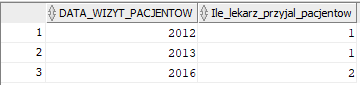 DATA_WIZYT_PACJENTOW Ile_lekarz_przyjal_pacjentow
1 2012 1
2 2013 1
3 2016 2